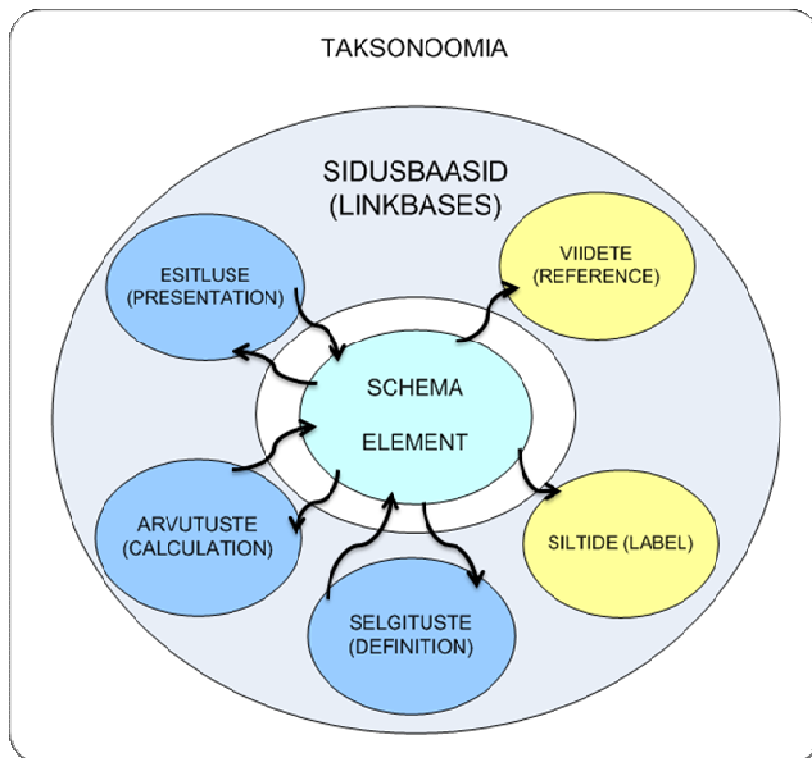 TAKSONOOMIA
SIDUSBAASID
(LINKBASES)
ESITLUSE
(PRESENTATION)
VIIDETE
(REFERENCE)
SCHEMA
ELEMENT
ARVUTUSTE
(CALCULATION)
SILTIDE (LABEL)
SELGITUSTE
(DEFINITION)